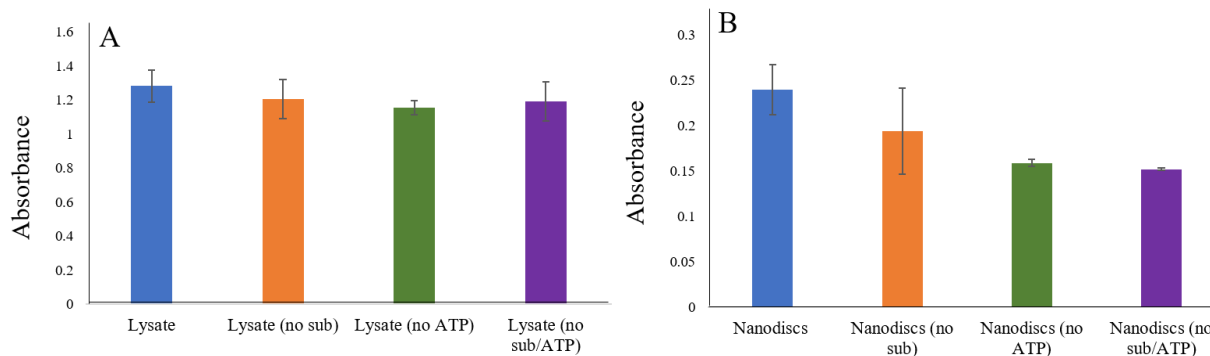 A
Absorbance
1.6
1.4
1.2
1
0.8
0.6
0.4
0.2
0
Lysate
Lysate (no sub)
Lysate (no ATP)
Lysate (no
sub/ATP)
B
Absorbance
0.3
0.25
0.2
0.15
0.1
0.05
0
Nanodiscs
Nanodiscs (no
sub)
Nanodiscs (no
ATP)
Nanodiscs (no
sub/ATP)